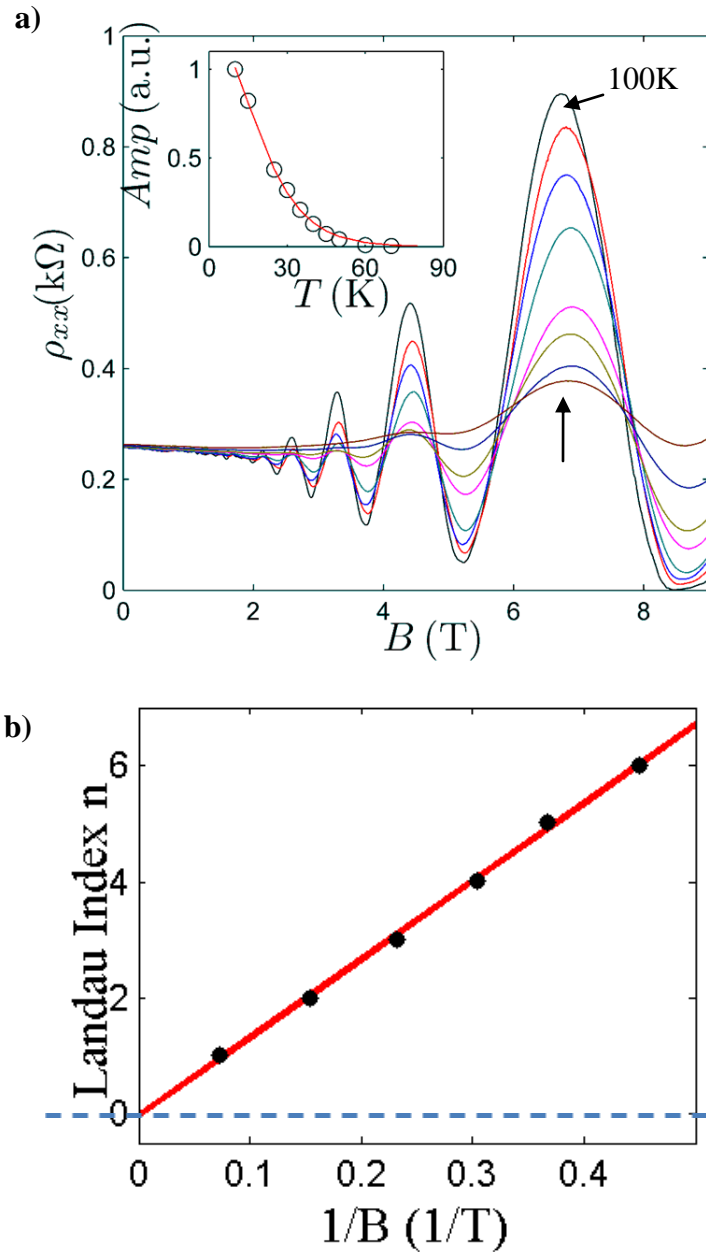 a)
1
0.8
0.6
0.4
0.2
0
ρxx(kΩ)
0 2 4 6 8
B (T)
100K
1
0.5
0
Amp (a.u.)
0 30 60 90
T (K)
b)
6
4
2
0
Landau Index n
0 0.1 0.2 0.3 0.4
1/B (1/T)